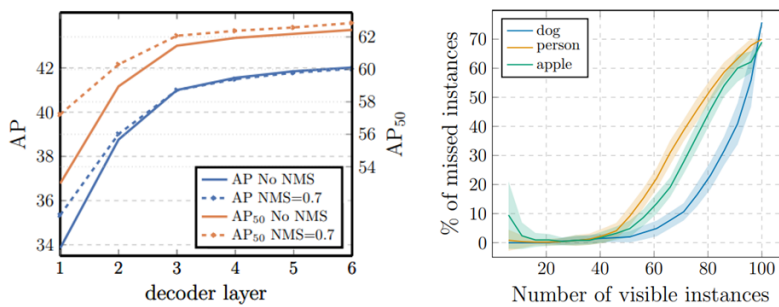 AP
42
40
38
36
34
62
60
58
56
54
AP50
AP No NMS
AP NMS=0.7
AP50 No NMS
AP50 NMS=0.7
1 2 3 4 5 6
decoder layer
% of missed instances
70
60
50
40
30
20
10
0
dog
person
apple
20 40 60 80 100
Number of visible instances